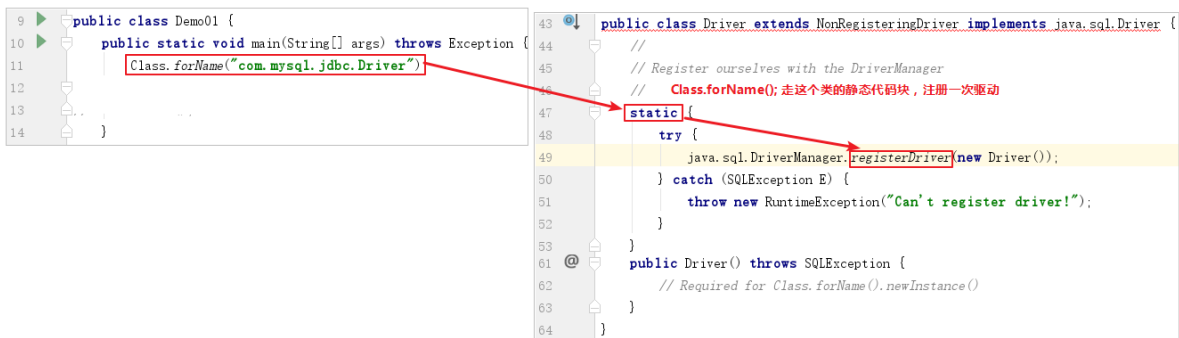 9 public class Demo01 {
10 public static void main(String[] args) throws Exception {
11 Class.forName("com.mysql.jdbc.Driver")
12
13
14 }
43 public class Driver extends NonRegisteringDriver implements java.sql.Driver {
44 //
45 // Register ourselves with the DriverManager
46 // Class.forName(); 走这个类的静态代码块，注册一次驱动
47 static {
48 try {
49 java.sql.DriverManager.registerDriver(new Driver());
50 } catch (SQLException E) {
51 throw new RuntimeException("Can't register driver!");
52 }
53 }
61 @ public Driver() throws SQLException {
62 // Required for Class.forName().newInstance()
63 }
64 }